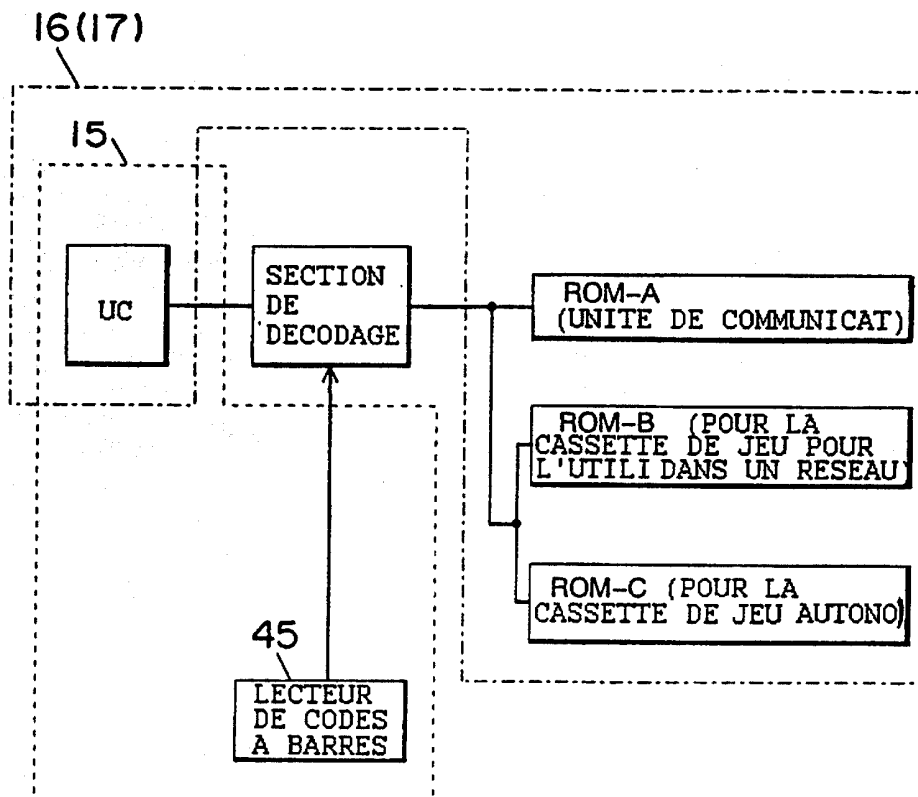 16(17)
15
UC
SECTION
DE
DECODAGE
ROM-A
(UNITE DE COMMUNICAT)
ROM-B (POUR LA
CASSETTE DE JEU POUR
L'UTILI DANS UN RESEAU)
ROM-C (POUR LA
CASSETTE DE JEU AUTONO)
45
LECTEUR
DE CODES
A BARRES